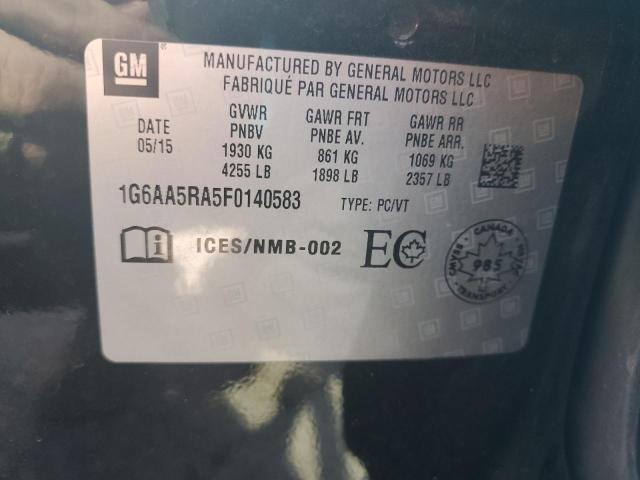 GM
MANUFACTURED BY GENERAL MOTORS LLC
FABRIQUÉ PAR GENERAL MOTORS LLC
DATE
05/15
GVWR
PNBV
1930 KG
4255 LB
GAWR FRT
PNBE AV.
861 KG
1898 LB
GAWR RR
PNBE ARR.
1069 KG
2357 LB
1G6AA5RA5F0140583 TYPE: PC/VT
i ICES/NMB-002 EC
CANADA
985
TRANSPORT